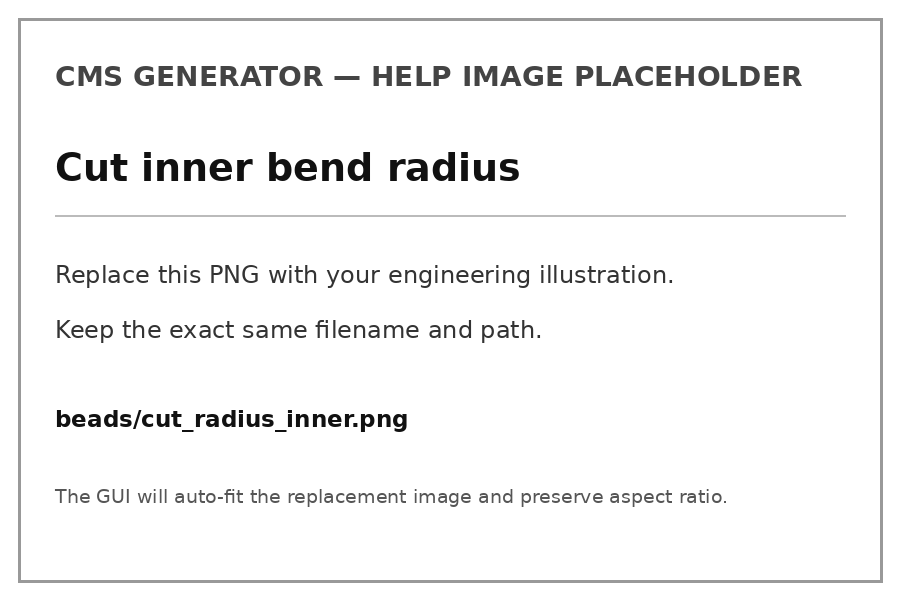 CMS GENERATOR — HELP IMAGE PLACEHOLDER
Cut inner bend radius
Replace this PNG with your engineering illustration.
Keep the exact same filename and path.
beads/cut_radius_inner.png
The GUI will auto-fit the replacement image and preserve aspect ratio.